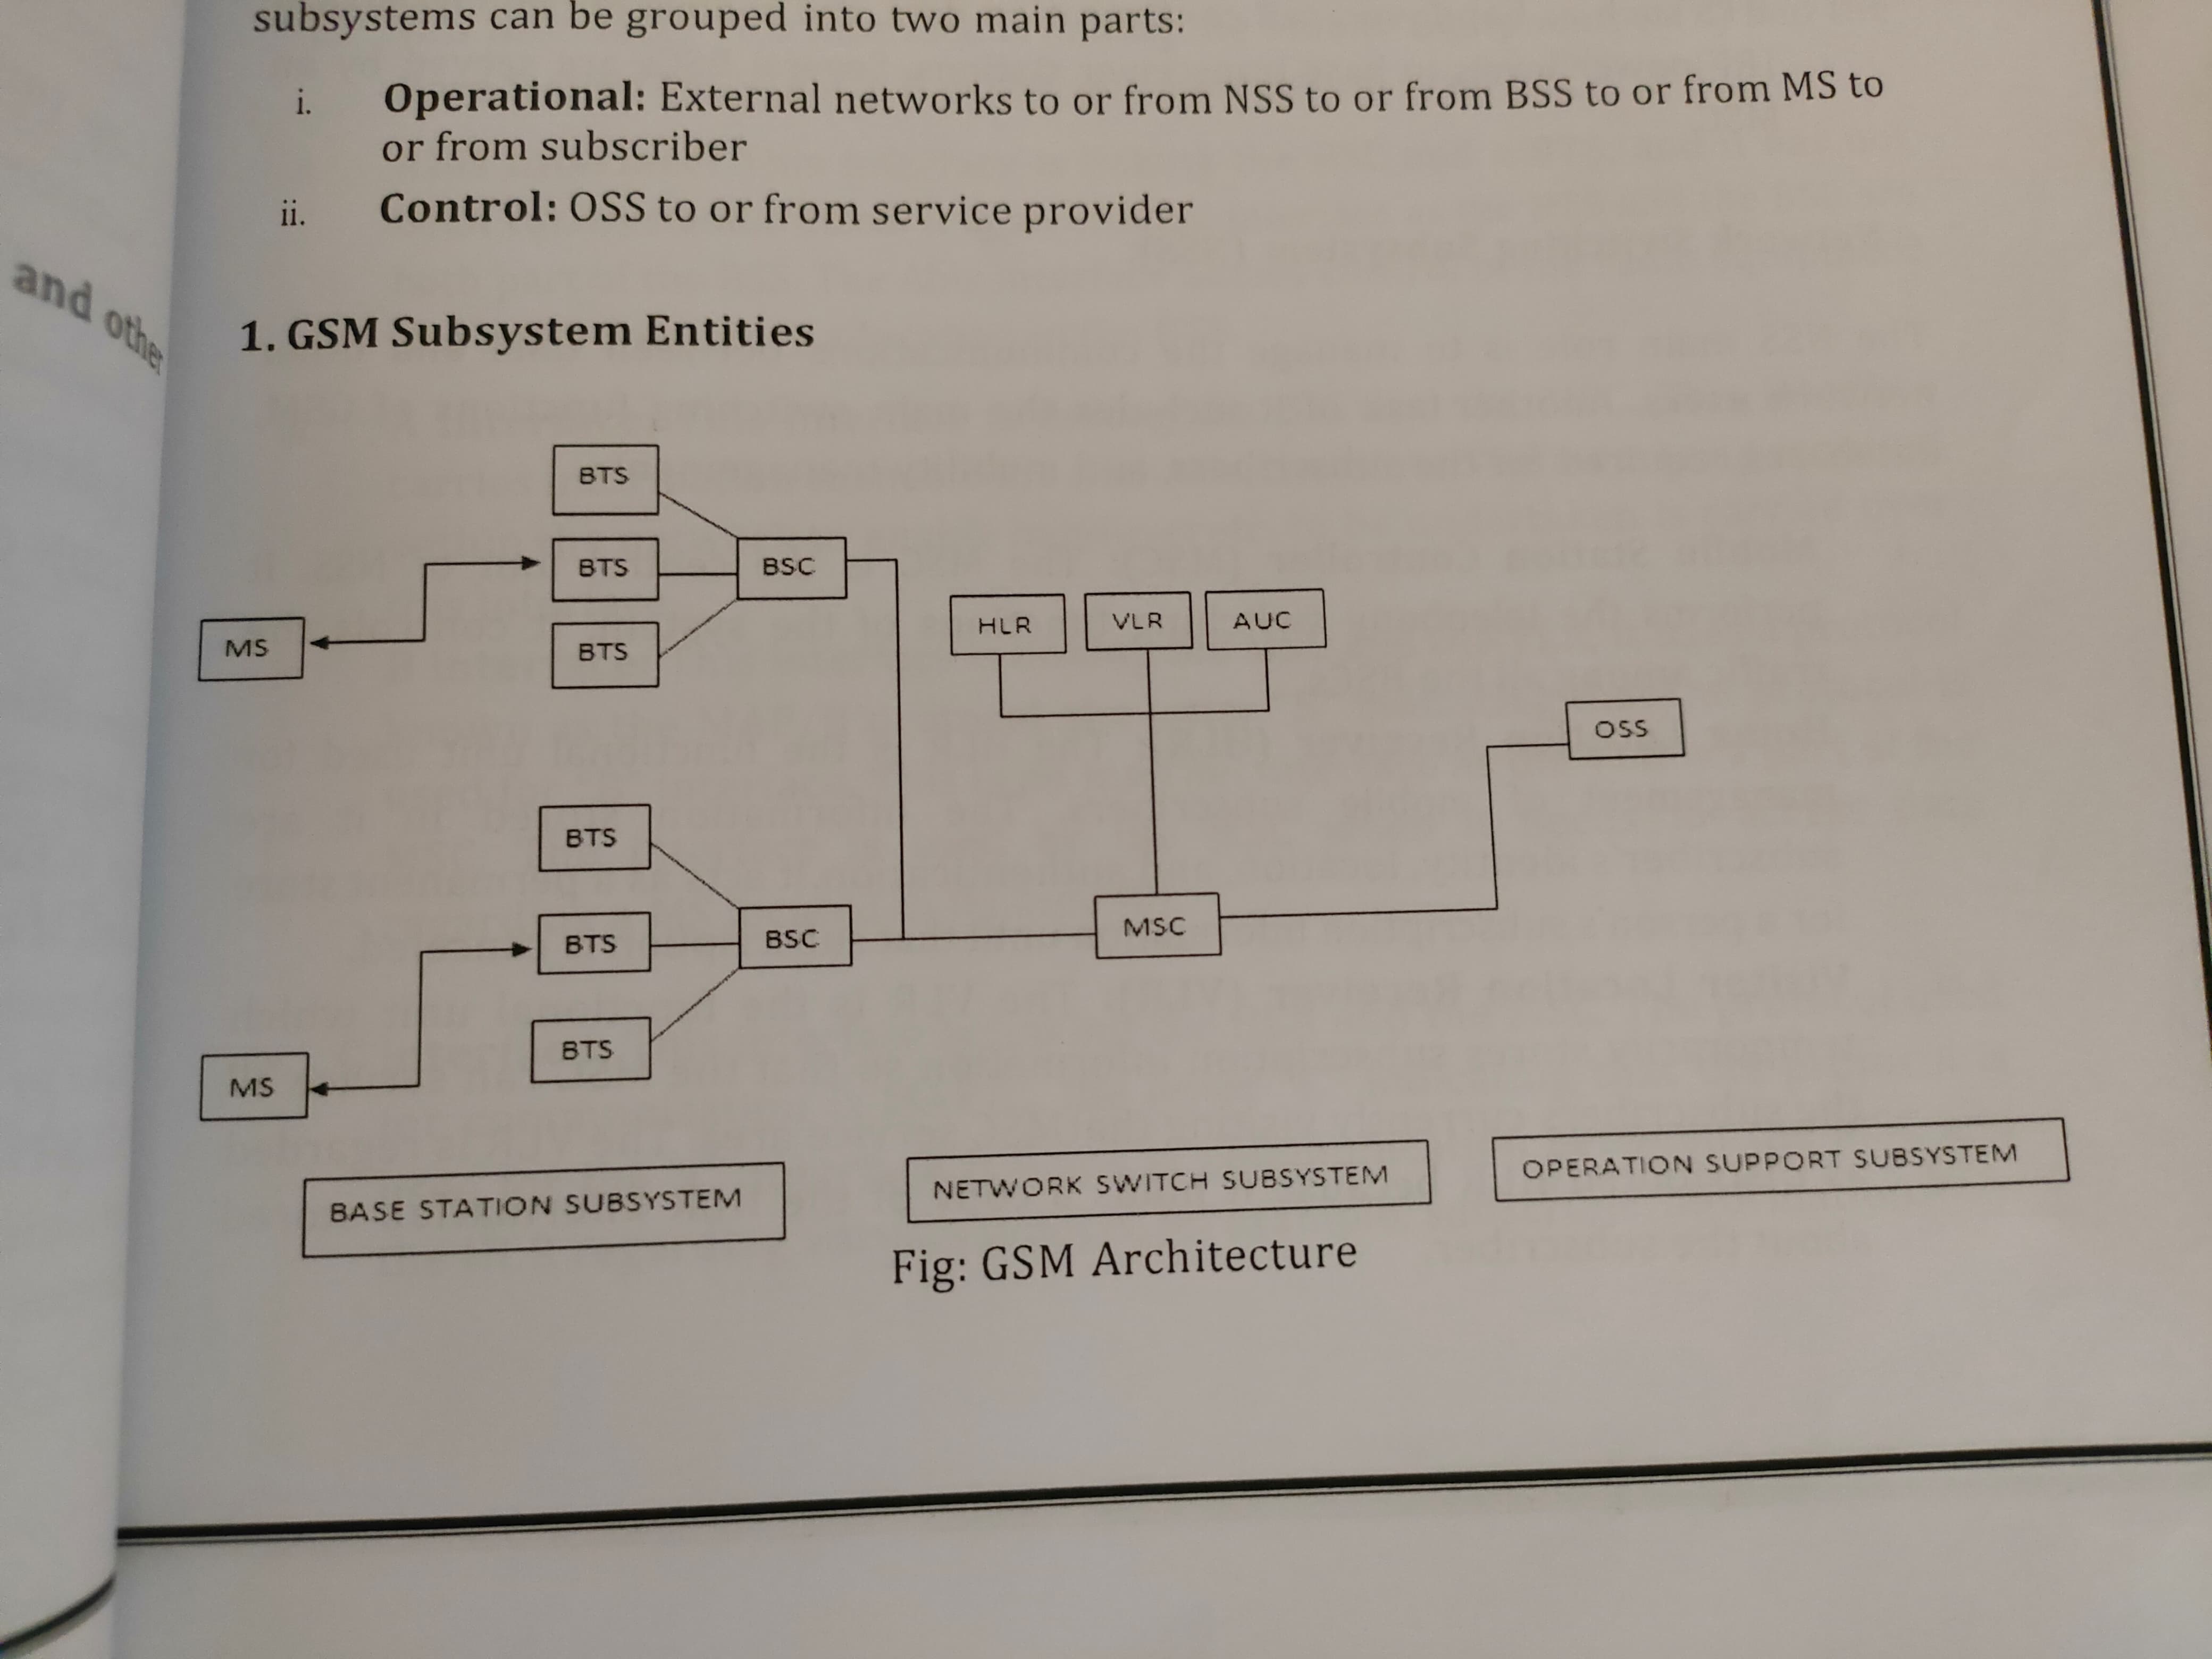 subsystems can be grouped into two main parts:
i. Operational: External networks to or from NSS to or from BSS to or from MS to
or from subscriber
ii. Control: OSS to or from service provider
and other
1. GSM Subsystem Entities
BTS
BTS
BSC
BTS
MS
HLR
VLR
AUC
OSS
BTS
BTS
BSC
MSC
BTS
MS
BASE STATION SUBSYSTEM
NETWORK SWITCH SUBSYSTEM
OPERATION SUPPORT SUBSYSTEM
Fig: GSM Architecture